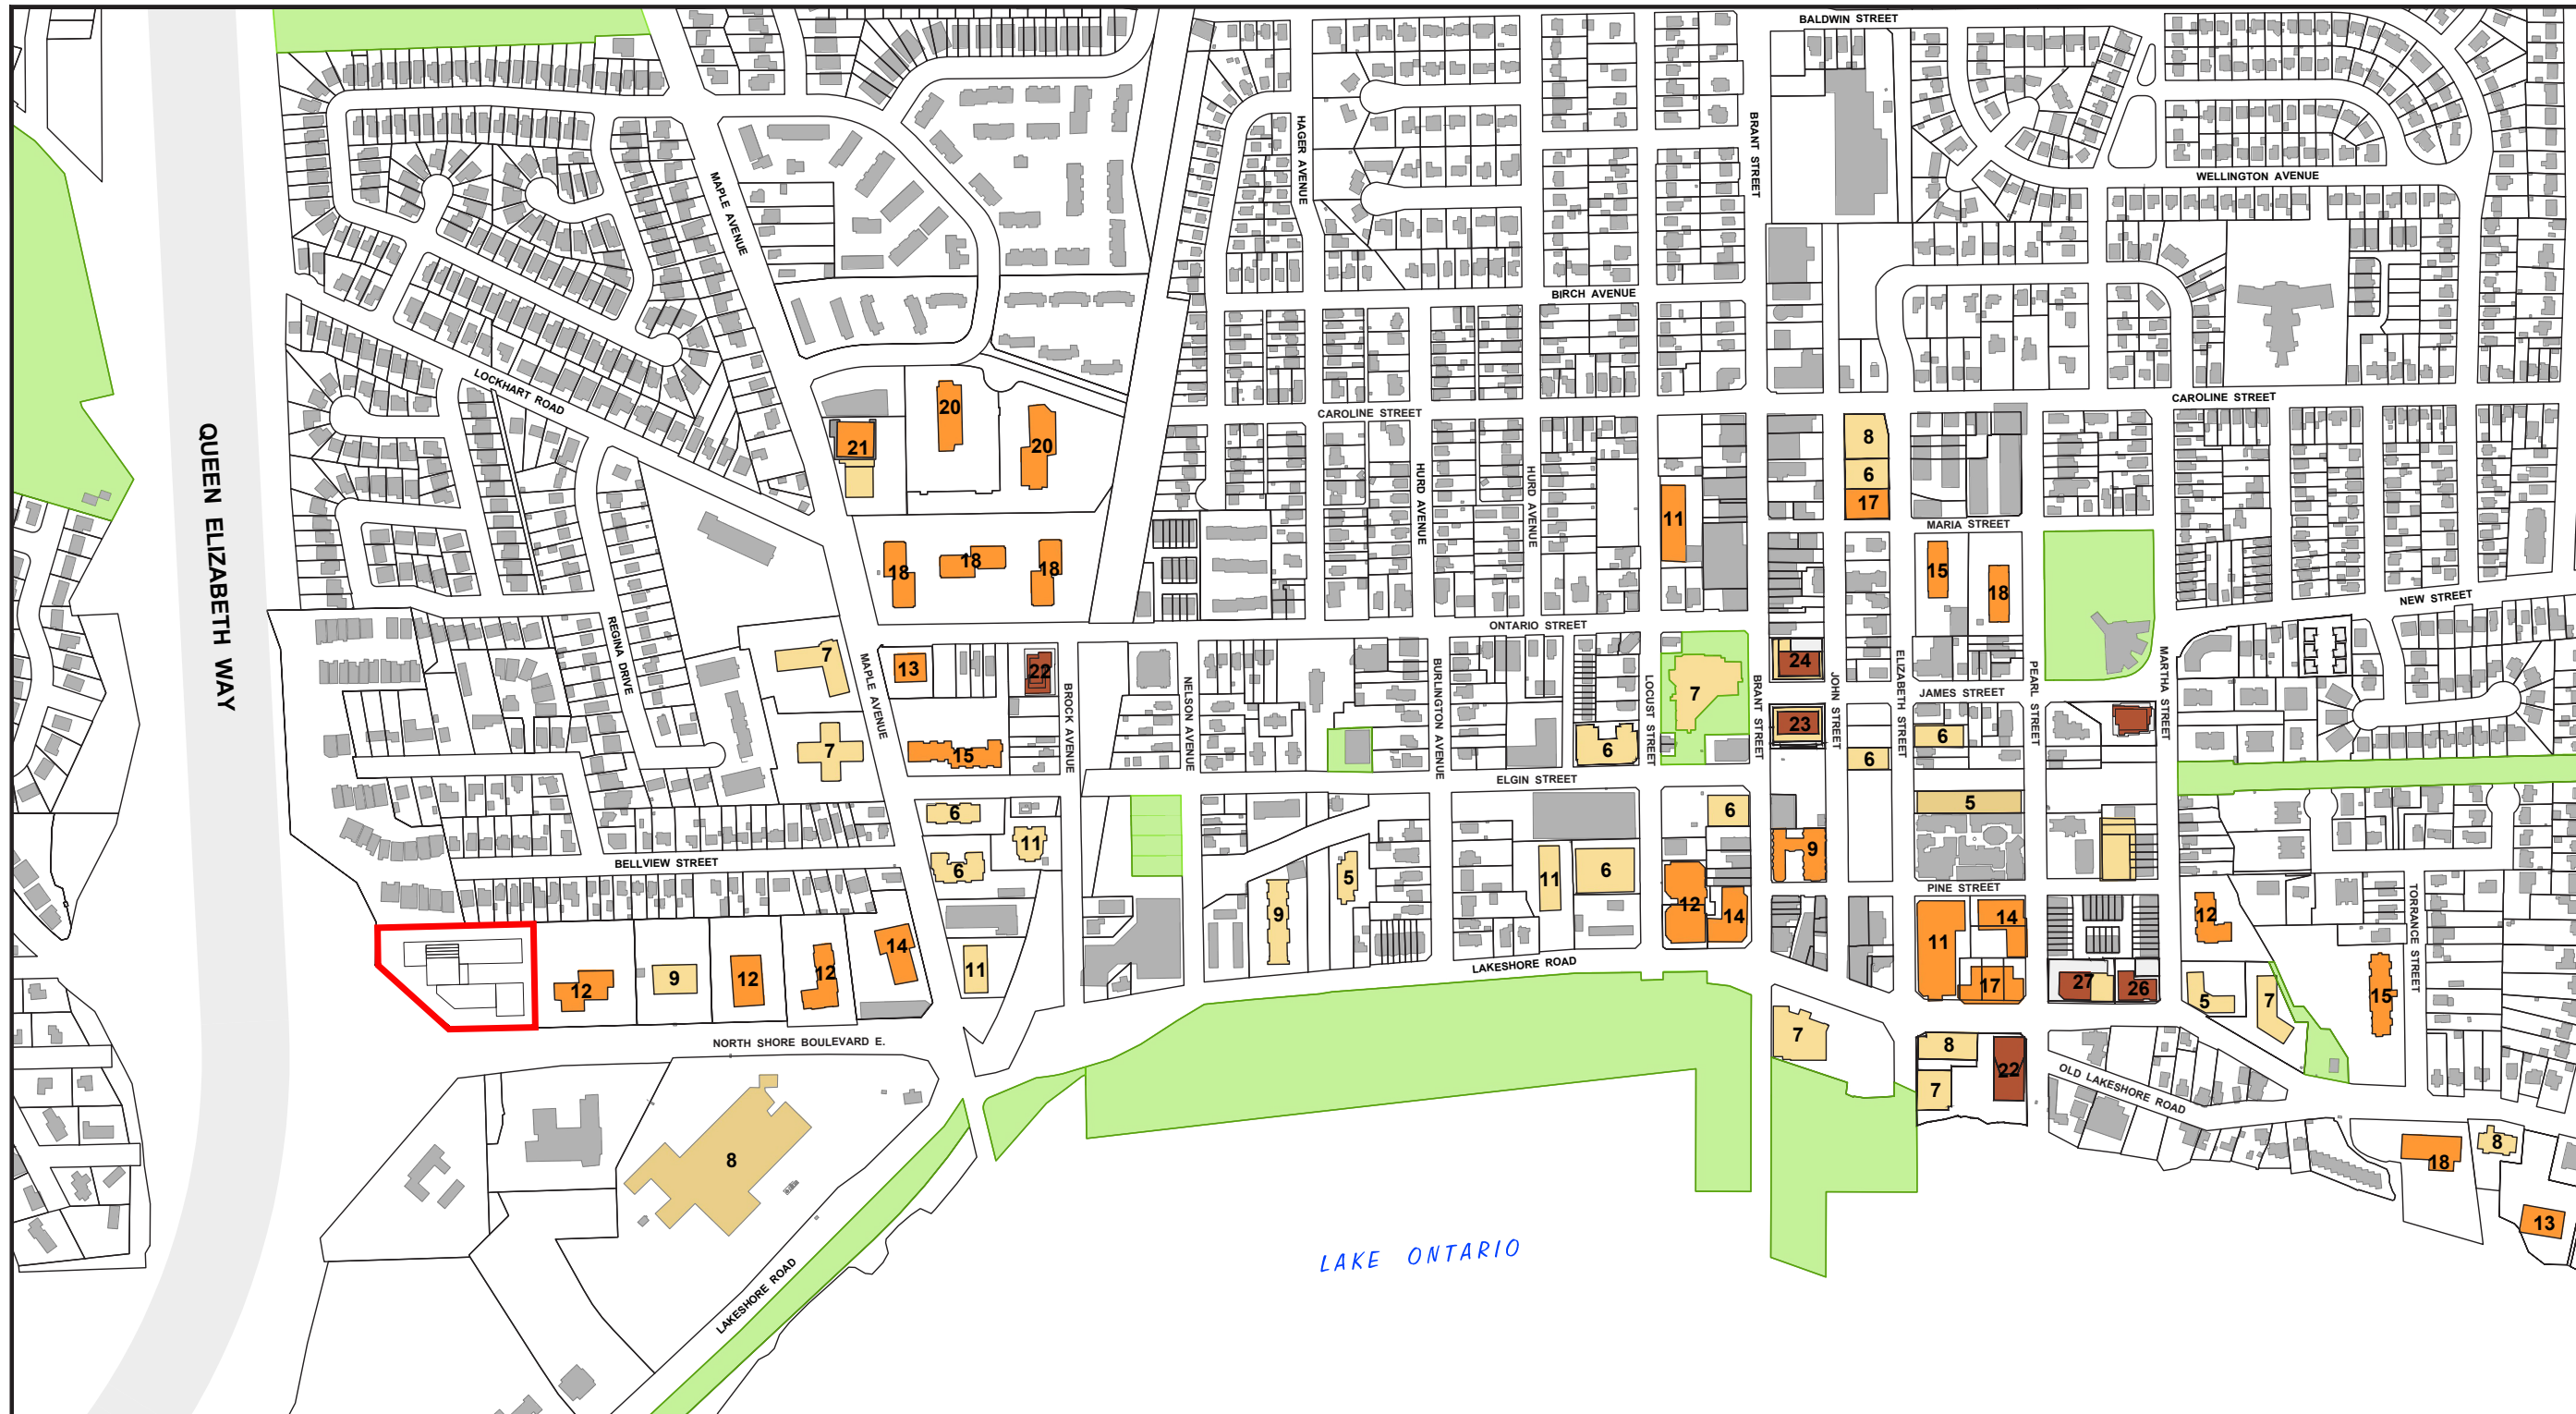 BALDWIN STREET
HAGER AVENUE
BRANT STREET
MAPLE AVENUE
WELLINGTON AVENUE
BIRCH AVENUE
LOCKHART ROAD
CAROLINE STREET
CAROLINE STREET
QUEEN ELIZABETH WAY
20
21
20
8
6
17
HURD AVENUE
HURD AVENUE
11
MARIA STREET
18
18
18
15
18
NEW STREET
REGINA DRIVE
ONTARIO STREET
7
MAPLE AVENUE
13
22
BROCK AVENUE
NELSON AVENUE
BURLINGTON AVENUE
LOCUST STREET
7
BRANT STREET
24
JOHN STREET
ELIZABETH STREET
JAMES STREET
PEARL STREET
MARTHA STREET
23
7
15
6
6
6
ELGIN STREET
6
11
6
5
6
5
11
6
9
BELLVIEW STREET
PINE STREET
9
12
14
11
14
12
TORRANCE STREET
14
12
9
12
12
11
LAKESHORE ROAD
17
27
26
5
7
15
NORTH SHORE BOULEVARD E.
7
8
7
22
OLD LAKESHORE ROAD
8
18
8
13
LAKE ONTARIO
LAKESHORE ROAD